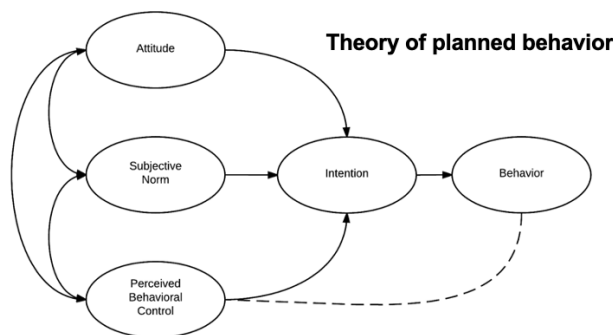 Theory of planned behavior
Attitude
Subjective
Norm
Intention
Behavior
Perceived
Behavioral
Control